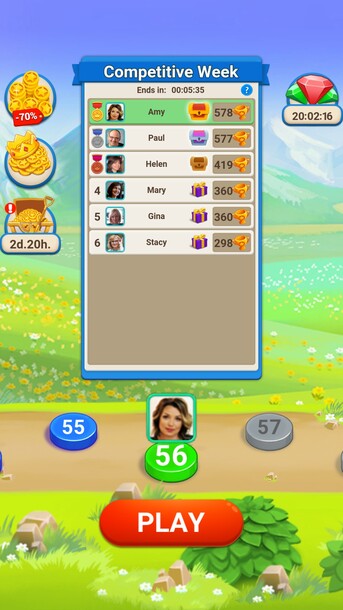 Competitive Week
Ends in: 00:05:35
?
Amy 578
Paul 577
Helen 419
4 Mary 360
5 Gina 360
6 Stacy 298
-70%
!
2d.20h.
20:02:16
55
56
57
PLAY